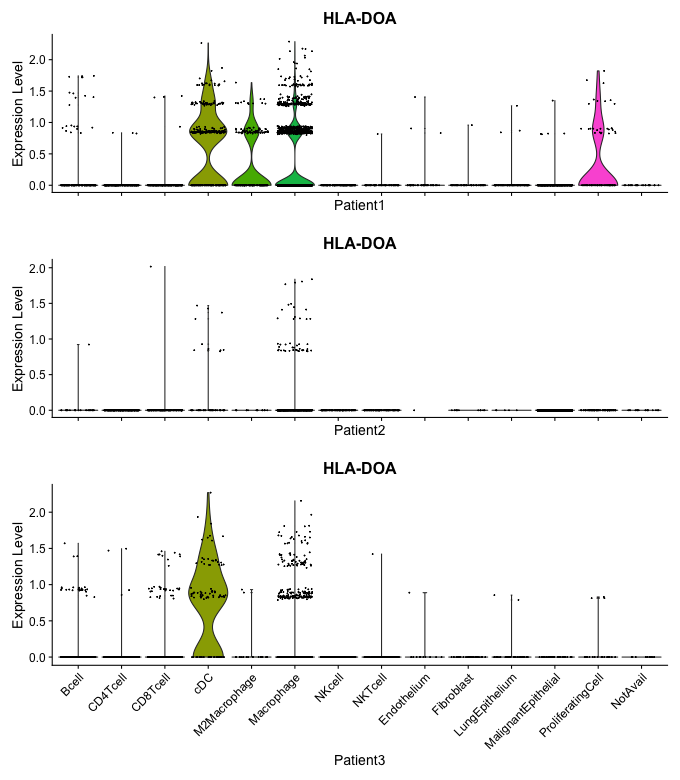 HLA-DOA
Expression Level
2.0
1.5
1.0
0.5
0.0
Patient1
HLA-DOA
Expression Level
2.0
1.5
1.0
0.5
0.0
Patient2
HLA-DOA
Expression Level
2.0
1.5
1.0
0.5
0.0
Bcell
CD4Tcell
CD8Tcell
cDC
M2Macrophage
Macrophage
NKcell
NKTcell
Endothelium
Fibroblast
LungEpithelium
MalignantEpithelial
ProliferatingCell
NotAvail
Patient3